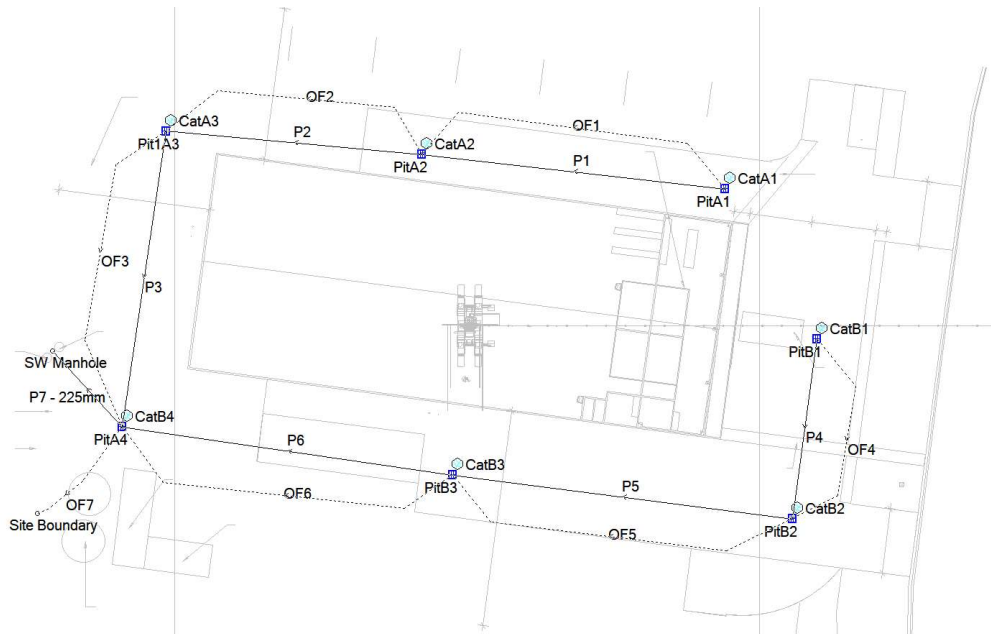 OF2
CatA3
OF1
P2
CatA2
Pit1A3
PitA2
P1
CatA1
PitA1
OF3
P3
CatB1
PitB1
SW Manhole
P7 - 225mm
CatB4
PitA4
P4
P6
CatB3
OF4
PitB3
P5
OF6
OF7
CatB2
Site Boundary
PitB2
OF5